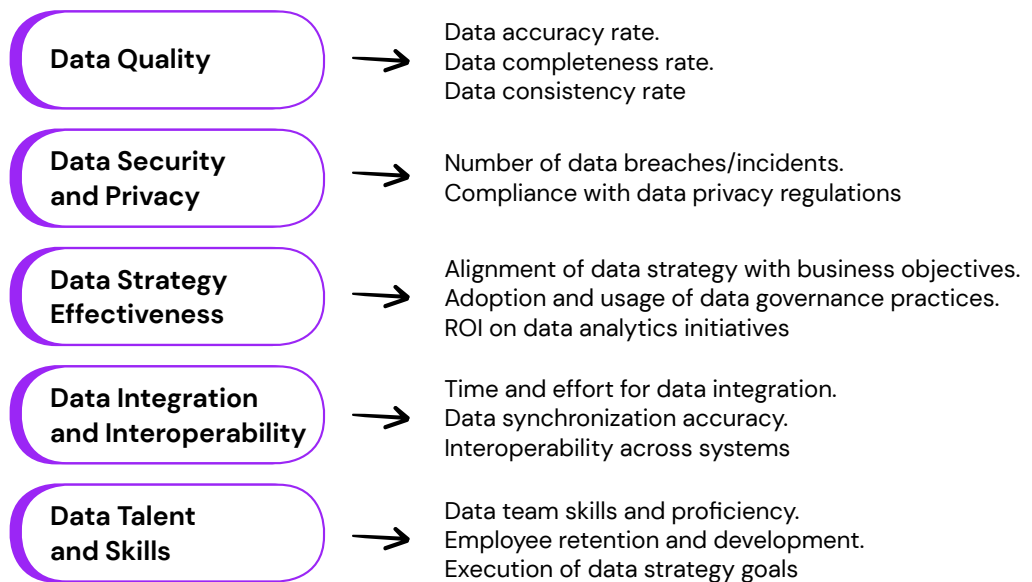 Data Quality
Data accuracy rate.
Data completeness rate.
Data consistency rate
Data Security
and Privacy
Number of data breaches/incidents.
Compliance with data privacy regulations
Data Strategy
Effectiveness
Alignment of data strategy with business objectives.
Adoption and usage of data governance practices.
ROI on data analytics initiatives
Data Integration
and Interoperability
Time and effort for data integration.
Data synchronization accuracy.
Interoperability across systems
Data Talent
and Skills
Data team skills and proficiency.
Employee retention and development.
Execution of data strategy goals